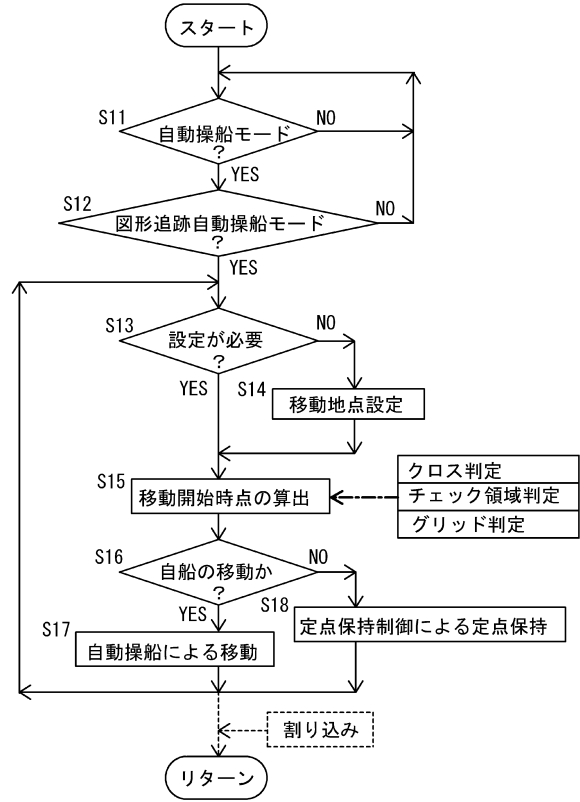 スタート
S11
自動操船モード
?
NO
YES
S12
図形追跡自動操船モード
?
NO
YES
S13
設定が必要
?
NO
YES
S14
移動地点設定
S15
移動開始時点の算出
クロス判定
チェック領域判定
グリッド判定
S16
自船の移動か
?
NO
YES
S17
自動操船による移動
S18
定点保持制御による定点保持
割り込み
リターン